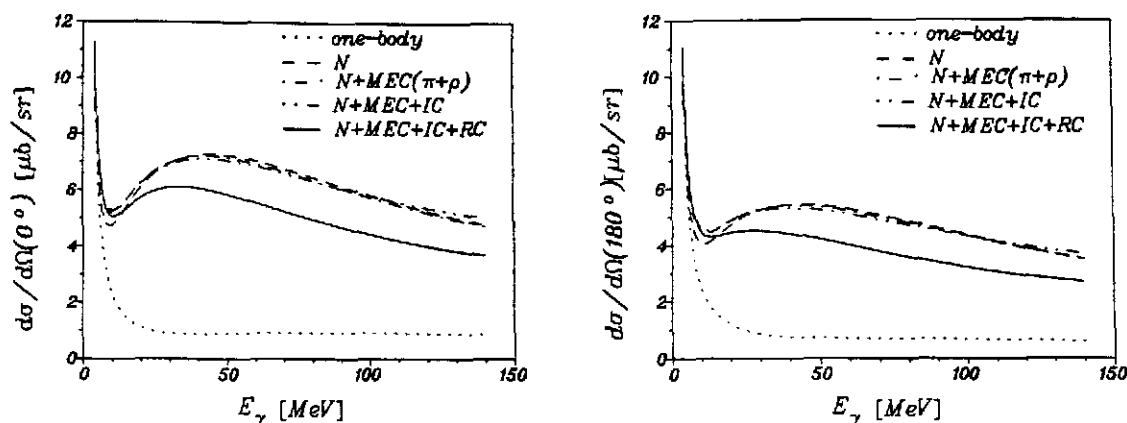 12
10
8
6
4
2
0
dσ/dΩ(0°) [μb/sr]
one-body
N
N+MEC(π+ρ)
N+MEC+IC
N+MEC+IC+RC
0
50
100
150
E_γ [MeV]
12
10
8
6
4
2
0
dσ/dΩ(180°)[μb/sr]
one-body
N
N+MEC(π+ρ)
N+MEC+IC
N+MEC+IC+RC
0
50
100
150
E_γ [MeV]